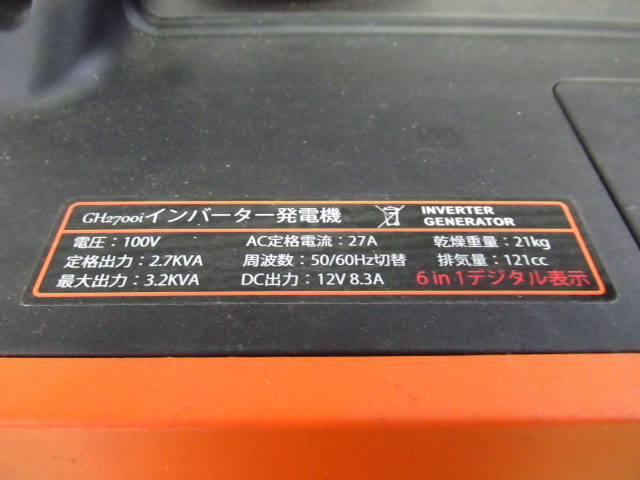 GH2700iインバーター発電機 INVERTER GENERATOR
電圧：100V AC定格電流：27A 乾燥重量：21kg
定格出力：2.7KVA 周波数：50/60Hz切替 排気量：121cc
最大出力：3.2KVA DC出力：12V 8.3A 6 in 1デジタル表示